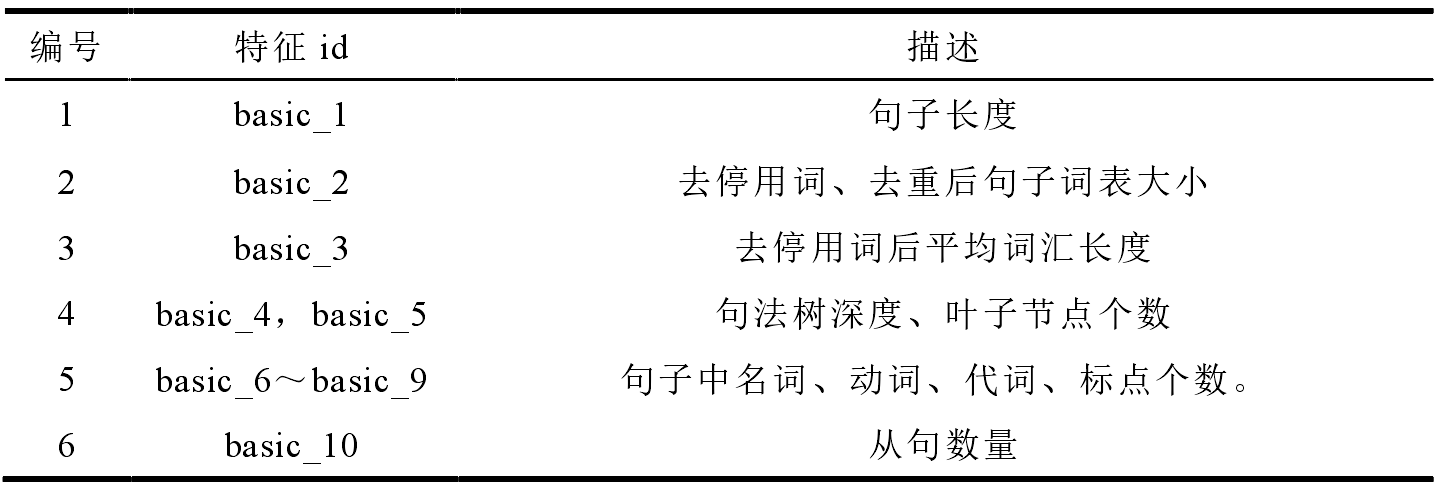 编号 特征 id 描述
1 basic_1 句子长度
2 basic_2 去停用词、去重后句子词表大小
3 basic_3 去停用词后平均词汇长度
4 basic_4，basic_5 句法树深度、叶子节点个数
5 basic_6～basic_9 句子中名词、动词、代词、标点个数。
6 basic_10 从句数量